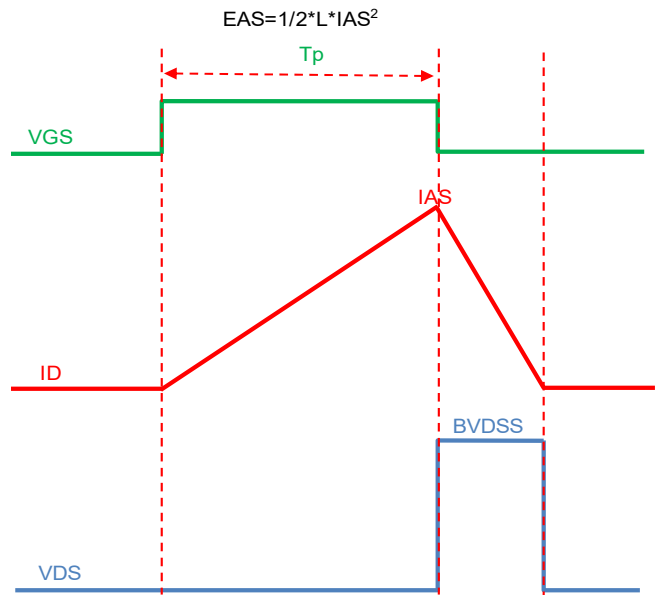 EAS=1/2*L*IAS²
Tp
VGS
IAS
ID
BVDSS
VDS